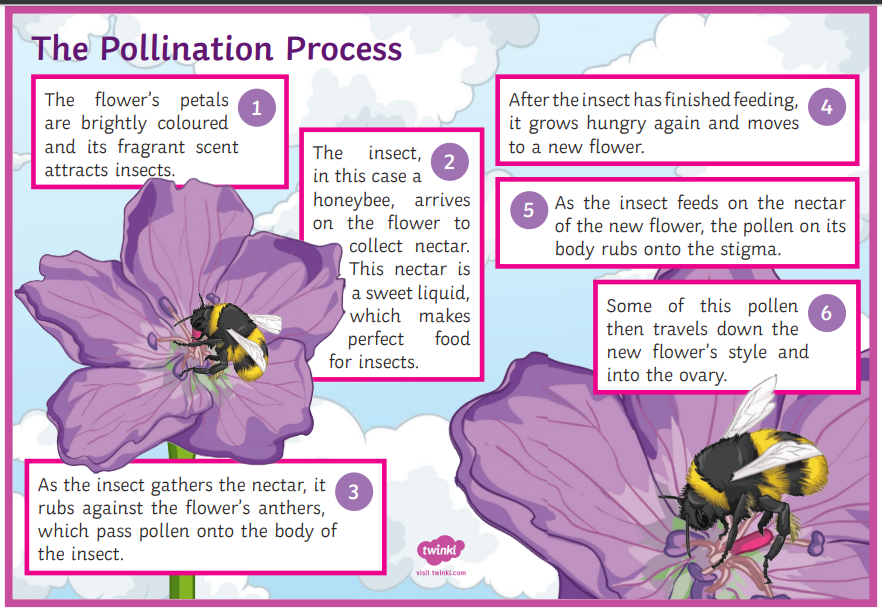 The Pollination Process
The flower's petals
are brightly coloured
and its fragrant scent
attracts insects.
1
The insect,
in this case a
honeybee, arrives
on the flower to
collect nectar.
This nectar is
a sweet liquid,
which makes
perfect food
for insects.
2
As the insect gathers the nectar, it
rubs against the flower's anthers,
which pass pollen onto the body of
the insect.
3
After the insect has finished feeding,
it grows hungry again and moves
to a new flower.
4
5
As the insect feeds on the nectar
of the new flower, the pollen on its
body rubs onto the stigma.
Some of this pollen
then travels down the
new flower's style and
into the ovary.
6
twinkl
visit twinkl.com